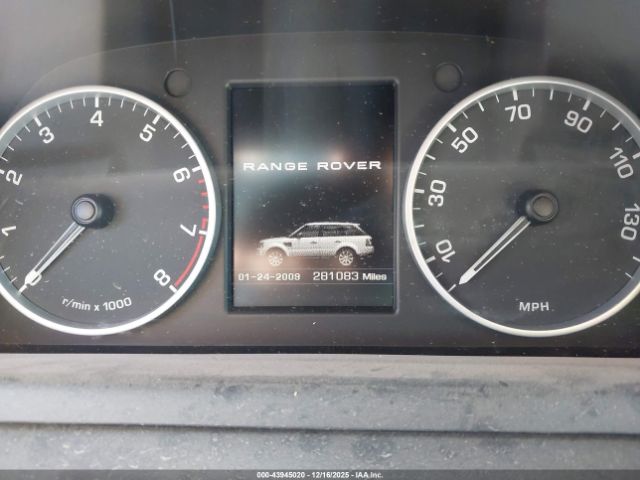 1 2 3 4 5 6 7 8
0
r/min x 1000
RANGE ROVER
01-24-2009 281083 Miles
10 30 50 70 90 110 130
MPH
000-43945020 | 12/16/2025 | IAA Inc.